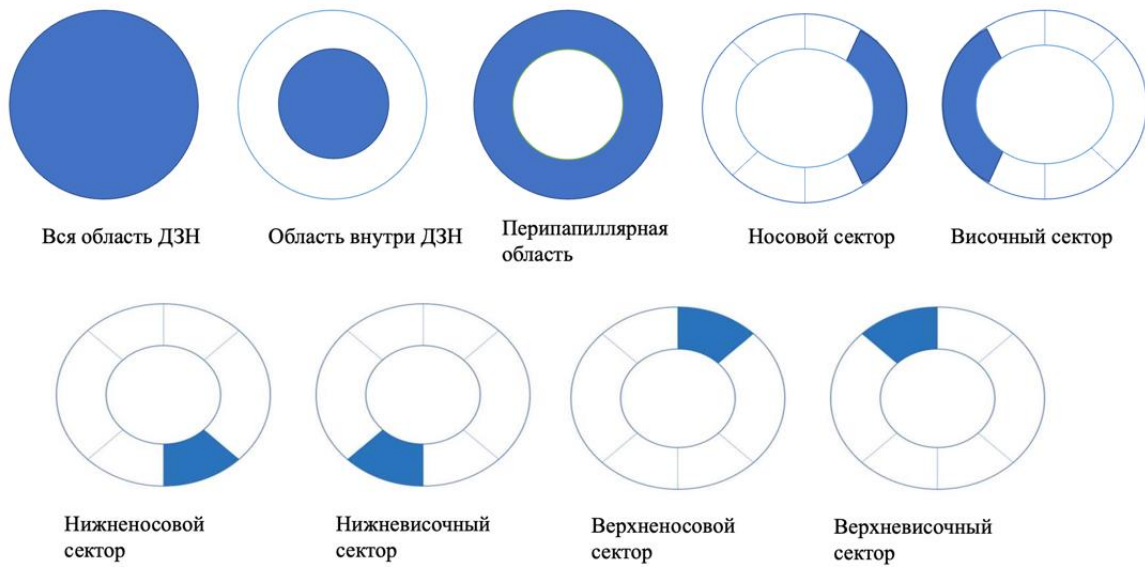 Вся область ДЗН
Область внутри ДЗН
Перипапиллярная
область
Носовой сектор
Височный сектор
Нижненосовой
сектор
Нижневисочный
сектор
Верхненосовой
сектор
Верхневисочный
сектор